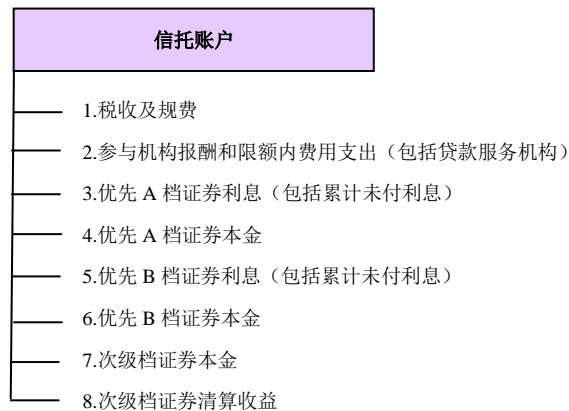 信托账户
1.税收及规费
2.参与机构报酬和限额内费用支出（包括贷款服务机构）
3.优先 A 档证券利息（包括累计未付利息）
4.优先 A 档证券本金
5.优先 B 档证券利息（包括累计未付利息）
6.优先 B 档证券本金
7.次级档证券本金
8.次级档证券清算收益